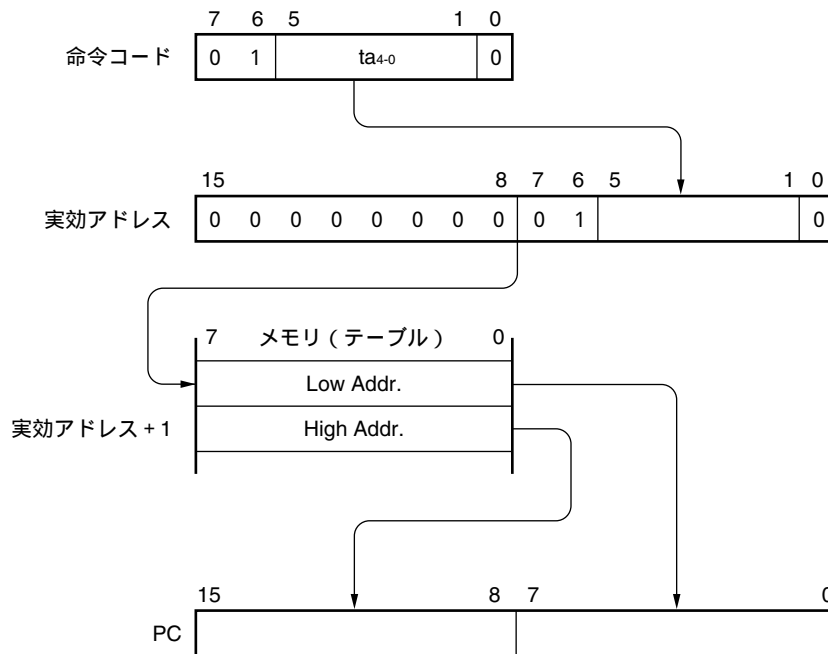 7 6 5 1 0
命令コード 0 1 ta4-0 0
15 8 7 6 5 1 0
実効アドレス 0 0 0 0 0 0 0 0 0 1 0
7 メモリ（テーブル） 0
Low Addr.
実効アドレス+1 High Addr.
15 8 7 0
PC